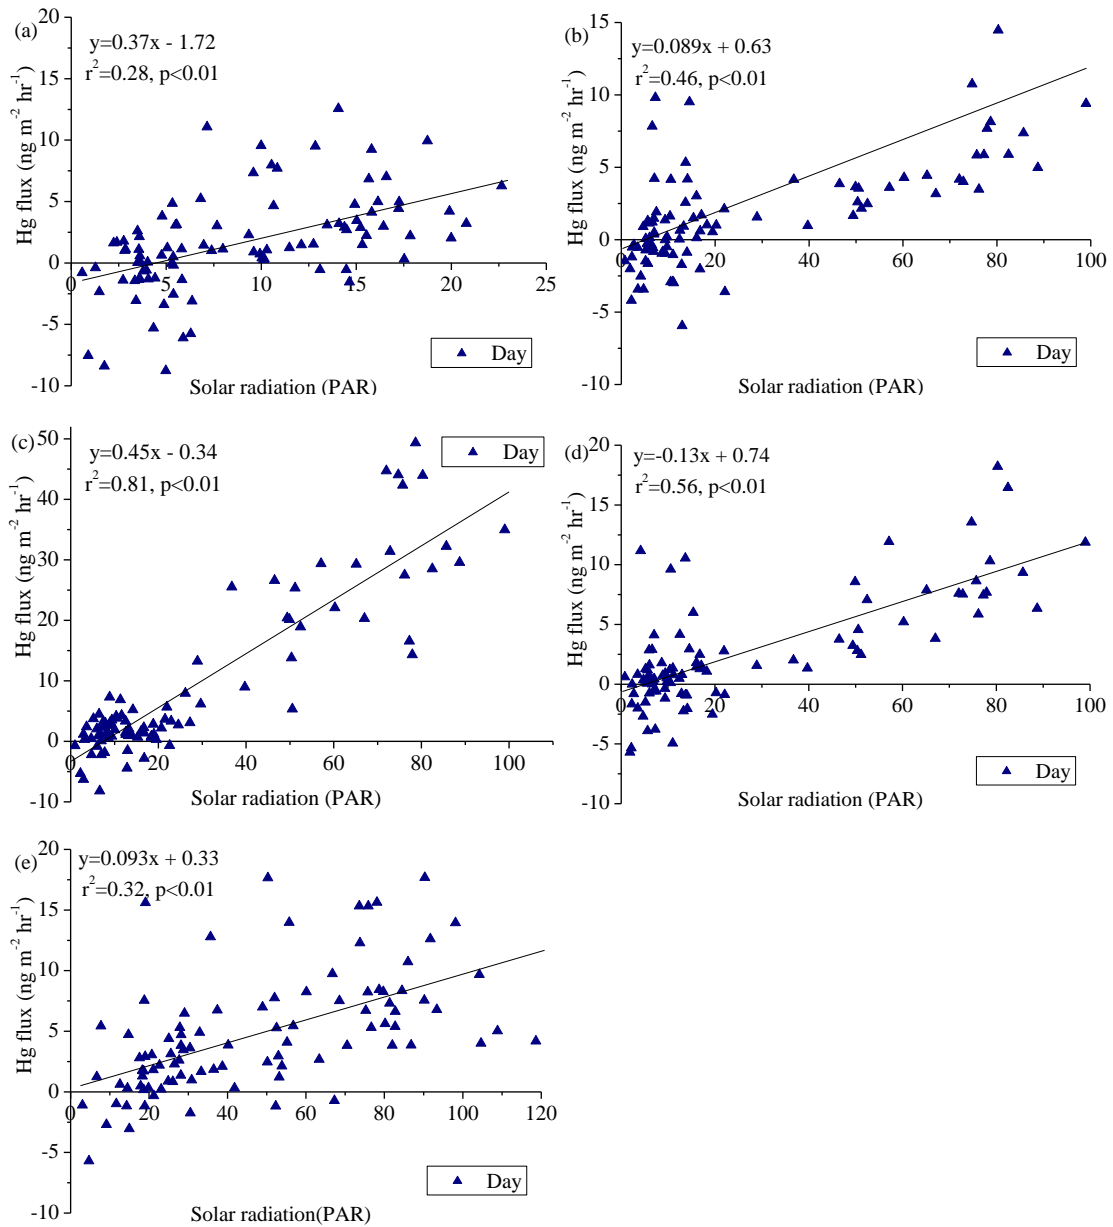 (a)
y=0.37x - 1.72
r²=0.28, p<0.01
Hg flux (ng m⁻² hr⁻¹)
20
15
10
5
0
-5
-10
0
5
10
15
20
25
Day
Solar radiation (PAR)
(b)
y=0.089x + 0.63
r²=0.46, p<0.01
Hg flux (ng m⁻² hr⁻¹)
15
10
5
0
-5
-10
0
20
40
60
80
100
Day
Solar radiation (PAR)
(c)
y=0.45x - 0.34
r²=0.81, p<0.01
Hg flux (ng m⁻² hr⁻¹)
50
40
30
20
10
0
-10
0
20
40
60
80
100
Day
Solar radiation (PAR)
(d)
y=-0.13x + 0.74
r²=0.56, p<0.01
Hg flux (ng m⁻² hr⁻¹)
20
15
10
5
0
-5
-10
0
20
40
60
80
100
Day
Solar radiation (PAR)
(e)
y=0.093x + 0.33
r²=0.32, p<0.01
Hg flux (ng m⁻² hr⁻¹)
20
15
10
5
0
-5
-10
0
20
40
60
80
100
120
Day
Solar radiation(PAR)